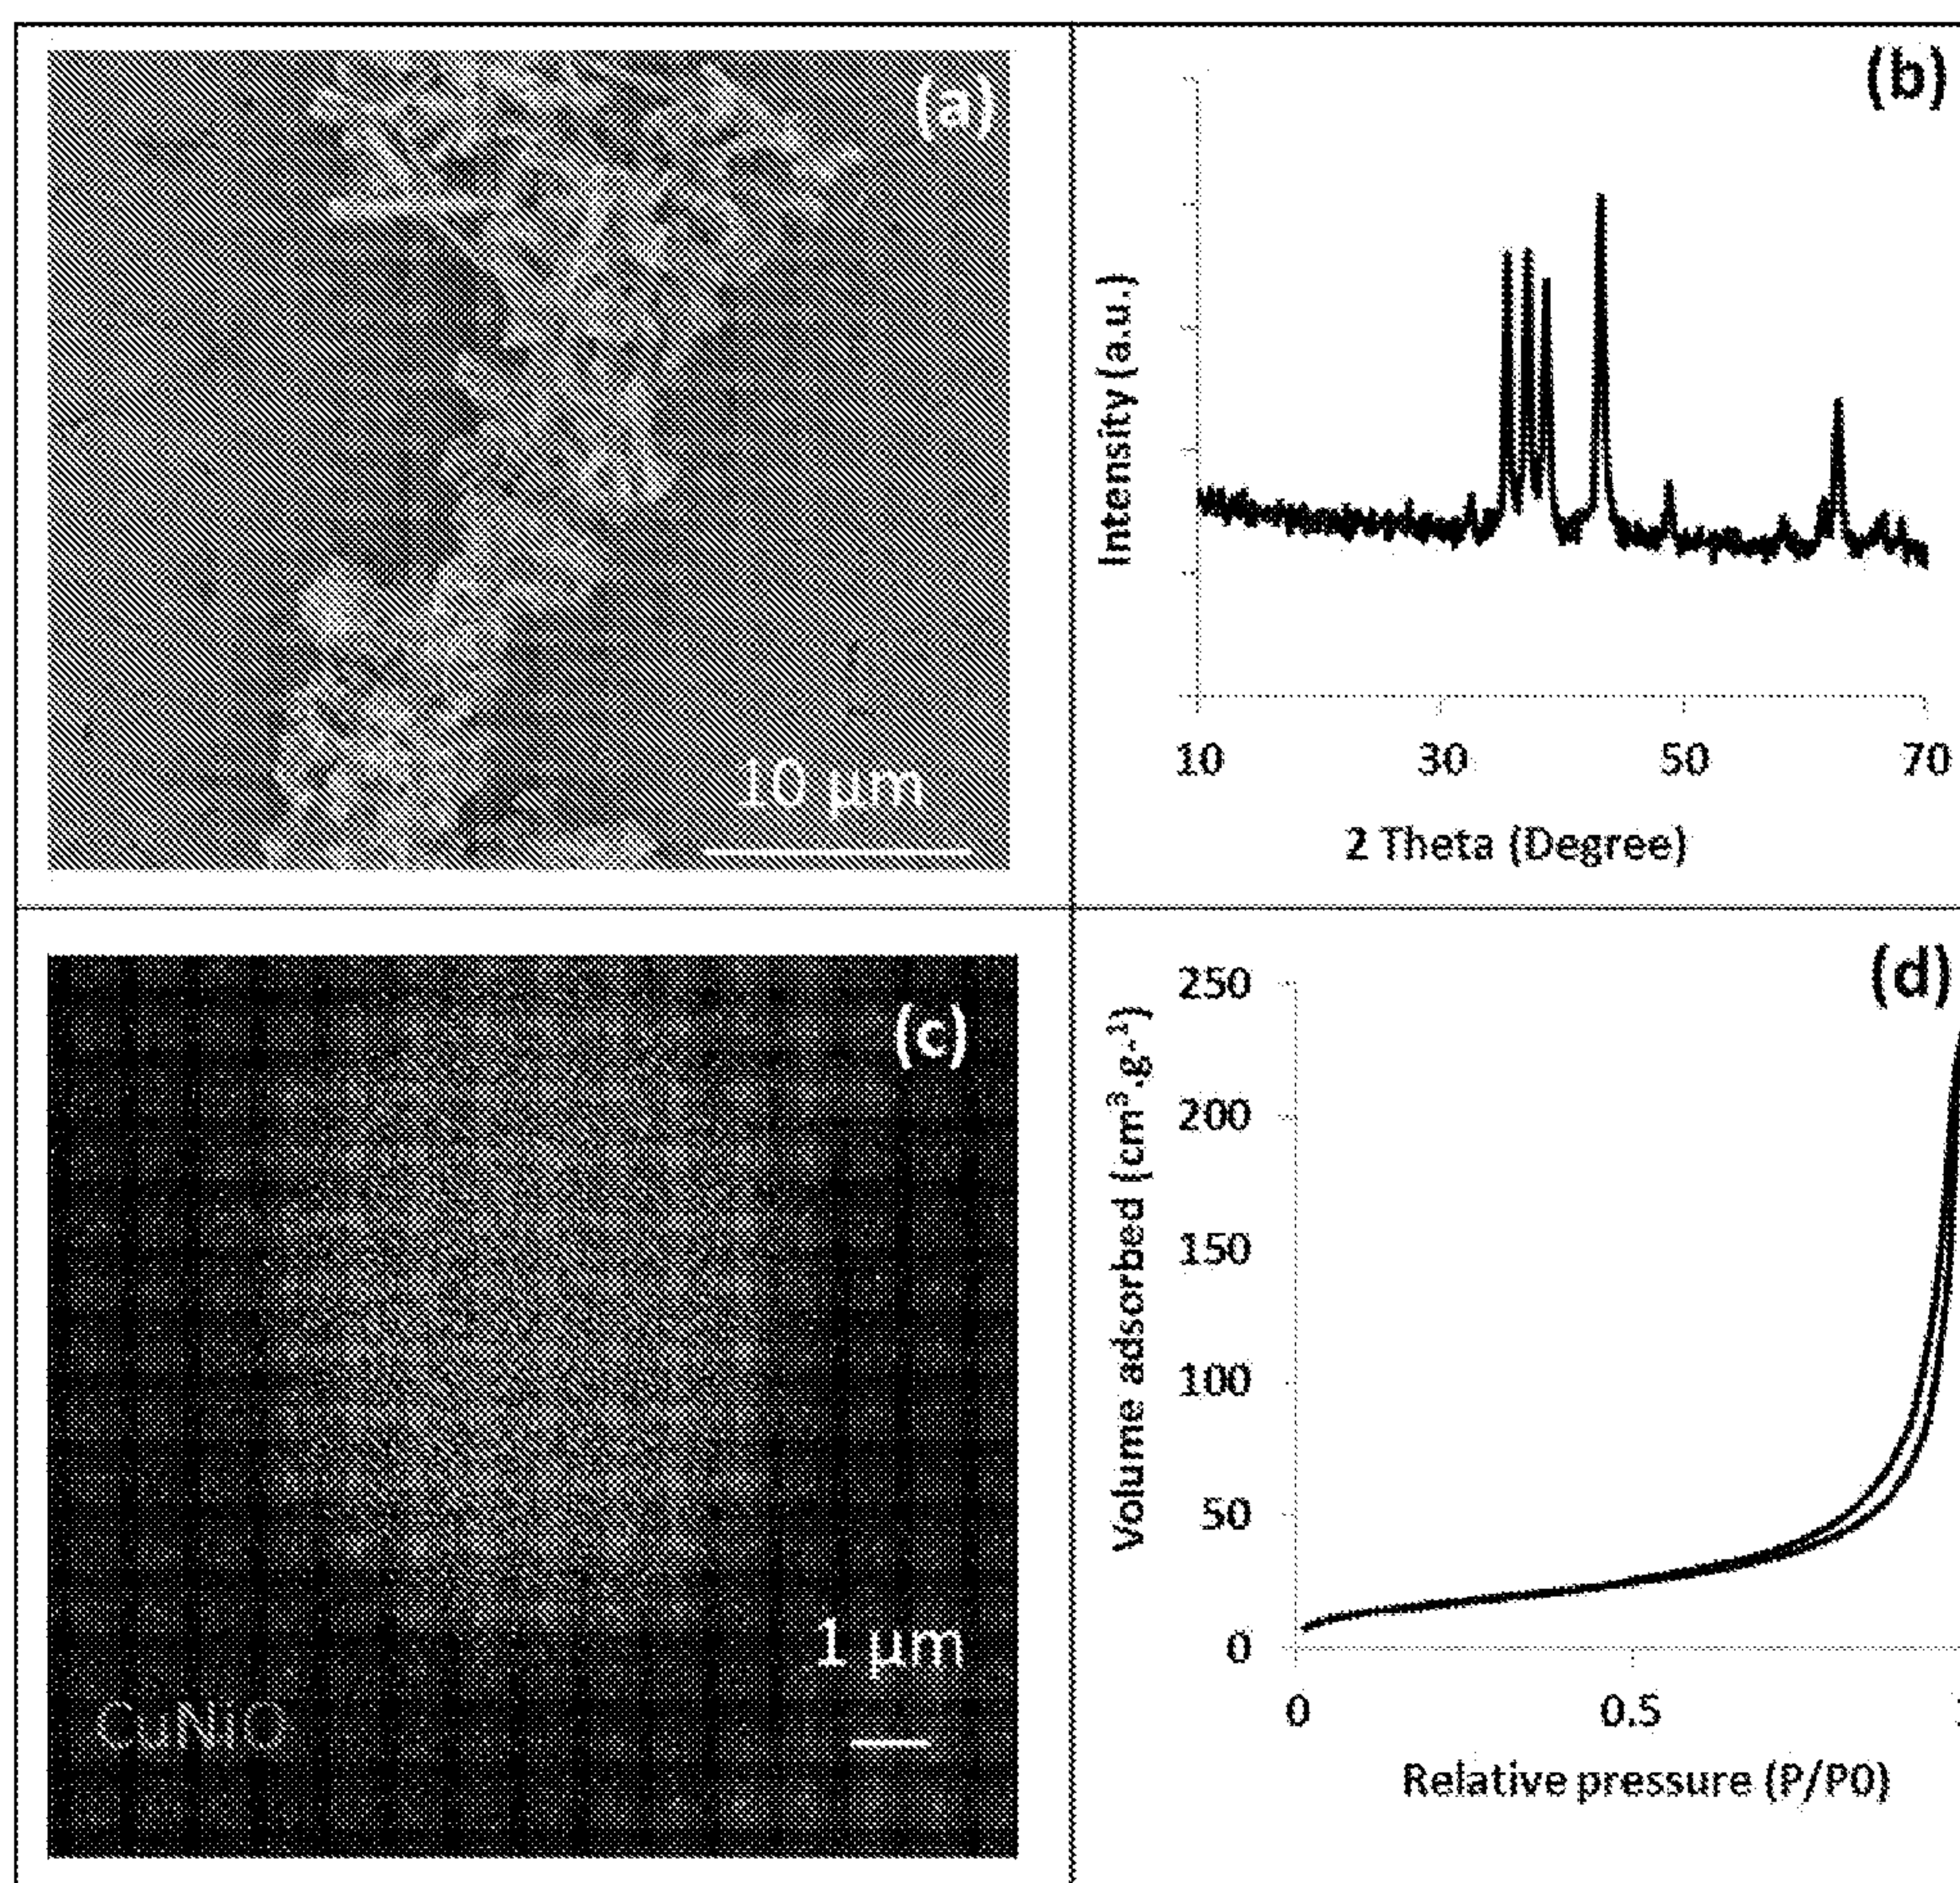 (a)
10 µm
(b)
Intensity (a.u.)
10 30 50 70
2 Theta (Degree)
(c)
1 µm
CuNiO
(d)
Volume adsorbed (cm³.g-¹)
250
200
150
100
50
0
0 0.5
Relative pressure (P/P0)